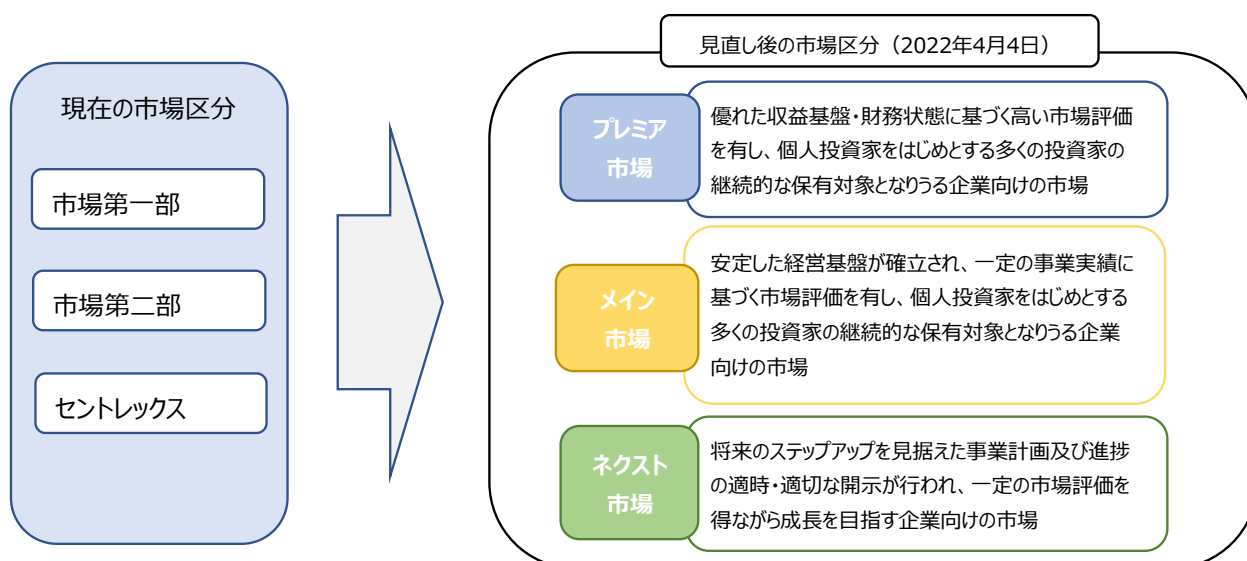 見直し後の市場区分（2022年4月4日）
現在の市場区分
市場第一部
市場第二部
セントレックス
プレミア
市場
優れた収益基盤・財務状態に基づく高い市場評価
を有し、個人投資家をはじめとする多くの投資家の
継続的な保有対象となりうる企業向けの市場
メイン
市場
安定した経営基盤が確立され、一定の事業実績に
基づく市場評価を有し、個人投資家をはじめとする
多くの投資家の継続的な保有対象となりうる企業
向けの市場
ネクスト
市場
将来のステップアップを見据えた事業計画及び進捗
の適時・適切な開示が行われ、一定の市場評価を
得ながら成長を目指す企業向けの市場